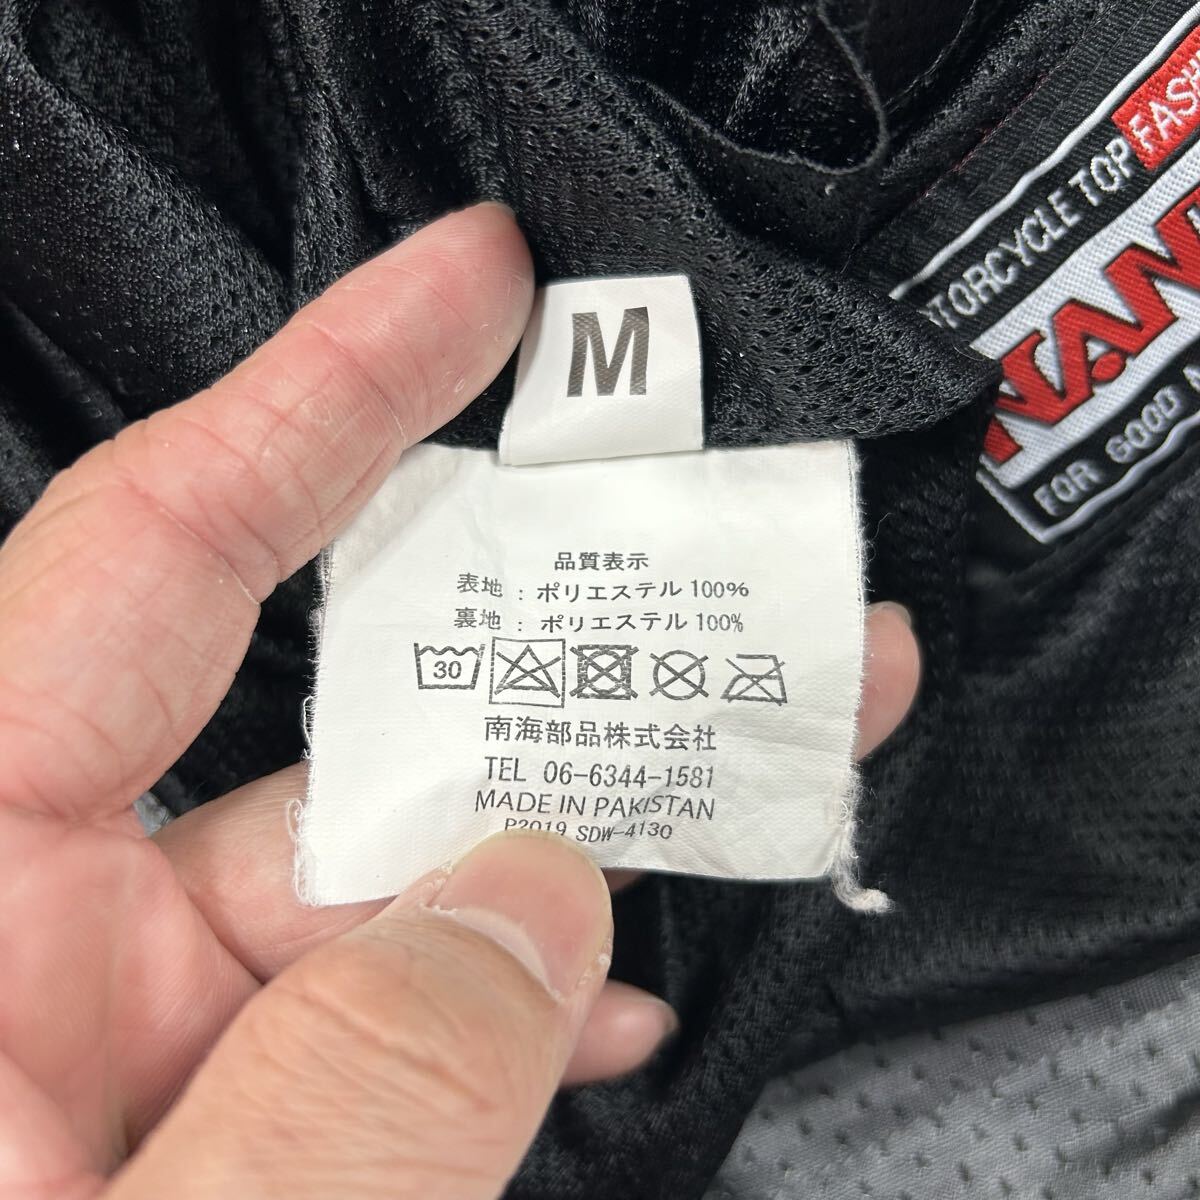 M
品質表示
表地 : ポリエステル 100%
裏地 : ポリエステル 100%
30
南海部品株式会社
TEL 06-6344-1581
MADE IN PAKISTAN
P2019 SDW-4130
TORCYCLE TOP FASHI
NAN
FOR GOOD